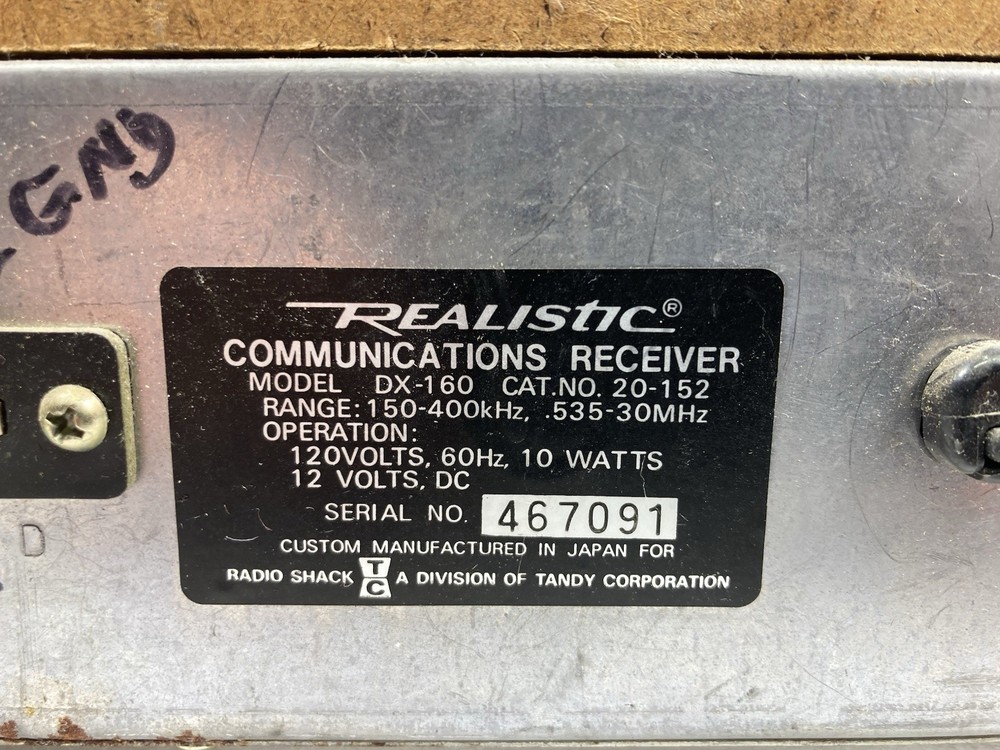 GND
REALISTIC®
COMMUNICATIONS RECEIVER
MODEL DX-160 CAT.NO. 20-152
RANGE: 150-400kHz, .535-30MHz
OPERATION:
120VOLTS, 60Hz, 10 WATTS
12 VOLTS, DC
SERIAL NO. 467091
CUSTOM MANUFACTURED IN JAPAN FOR
RADIO SHACK TC A DIVISION OF TANDY CORPORATION
D